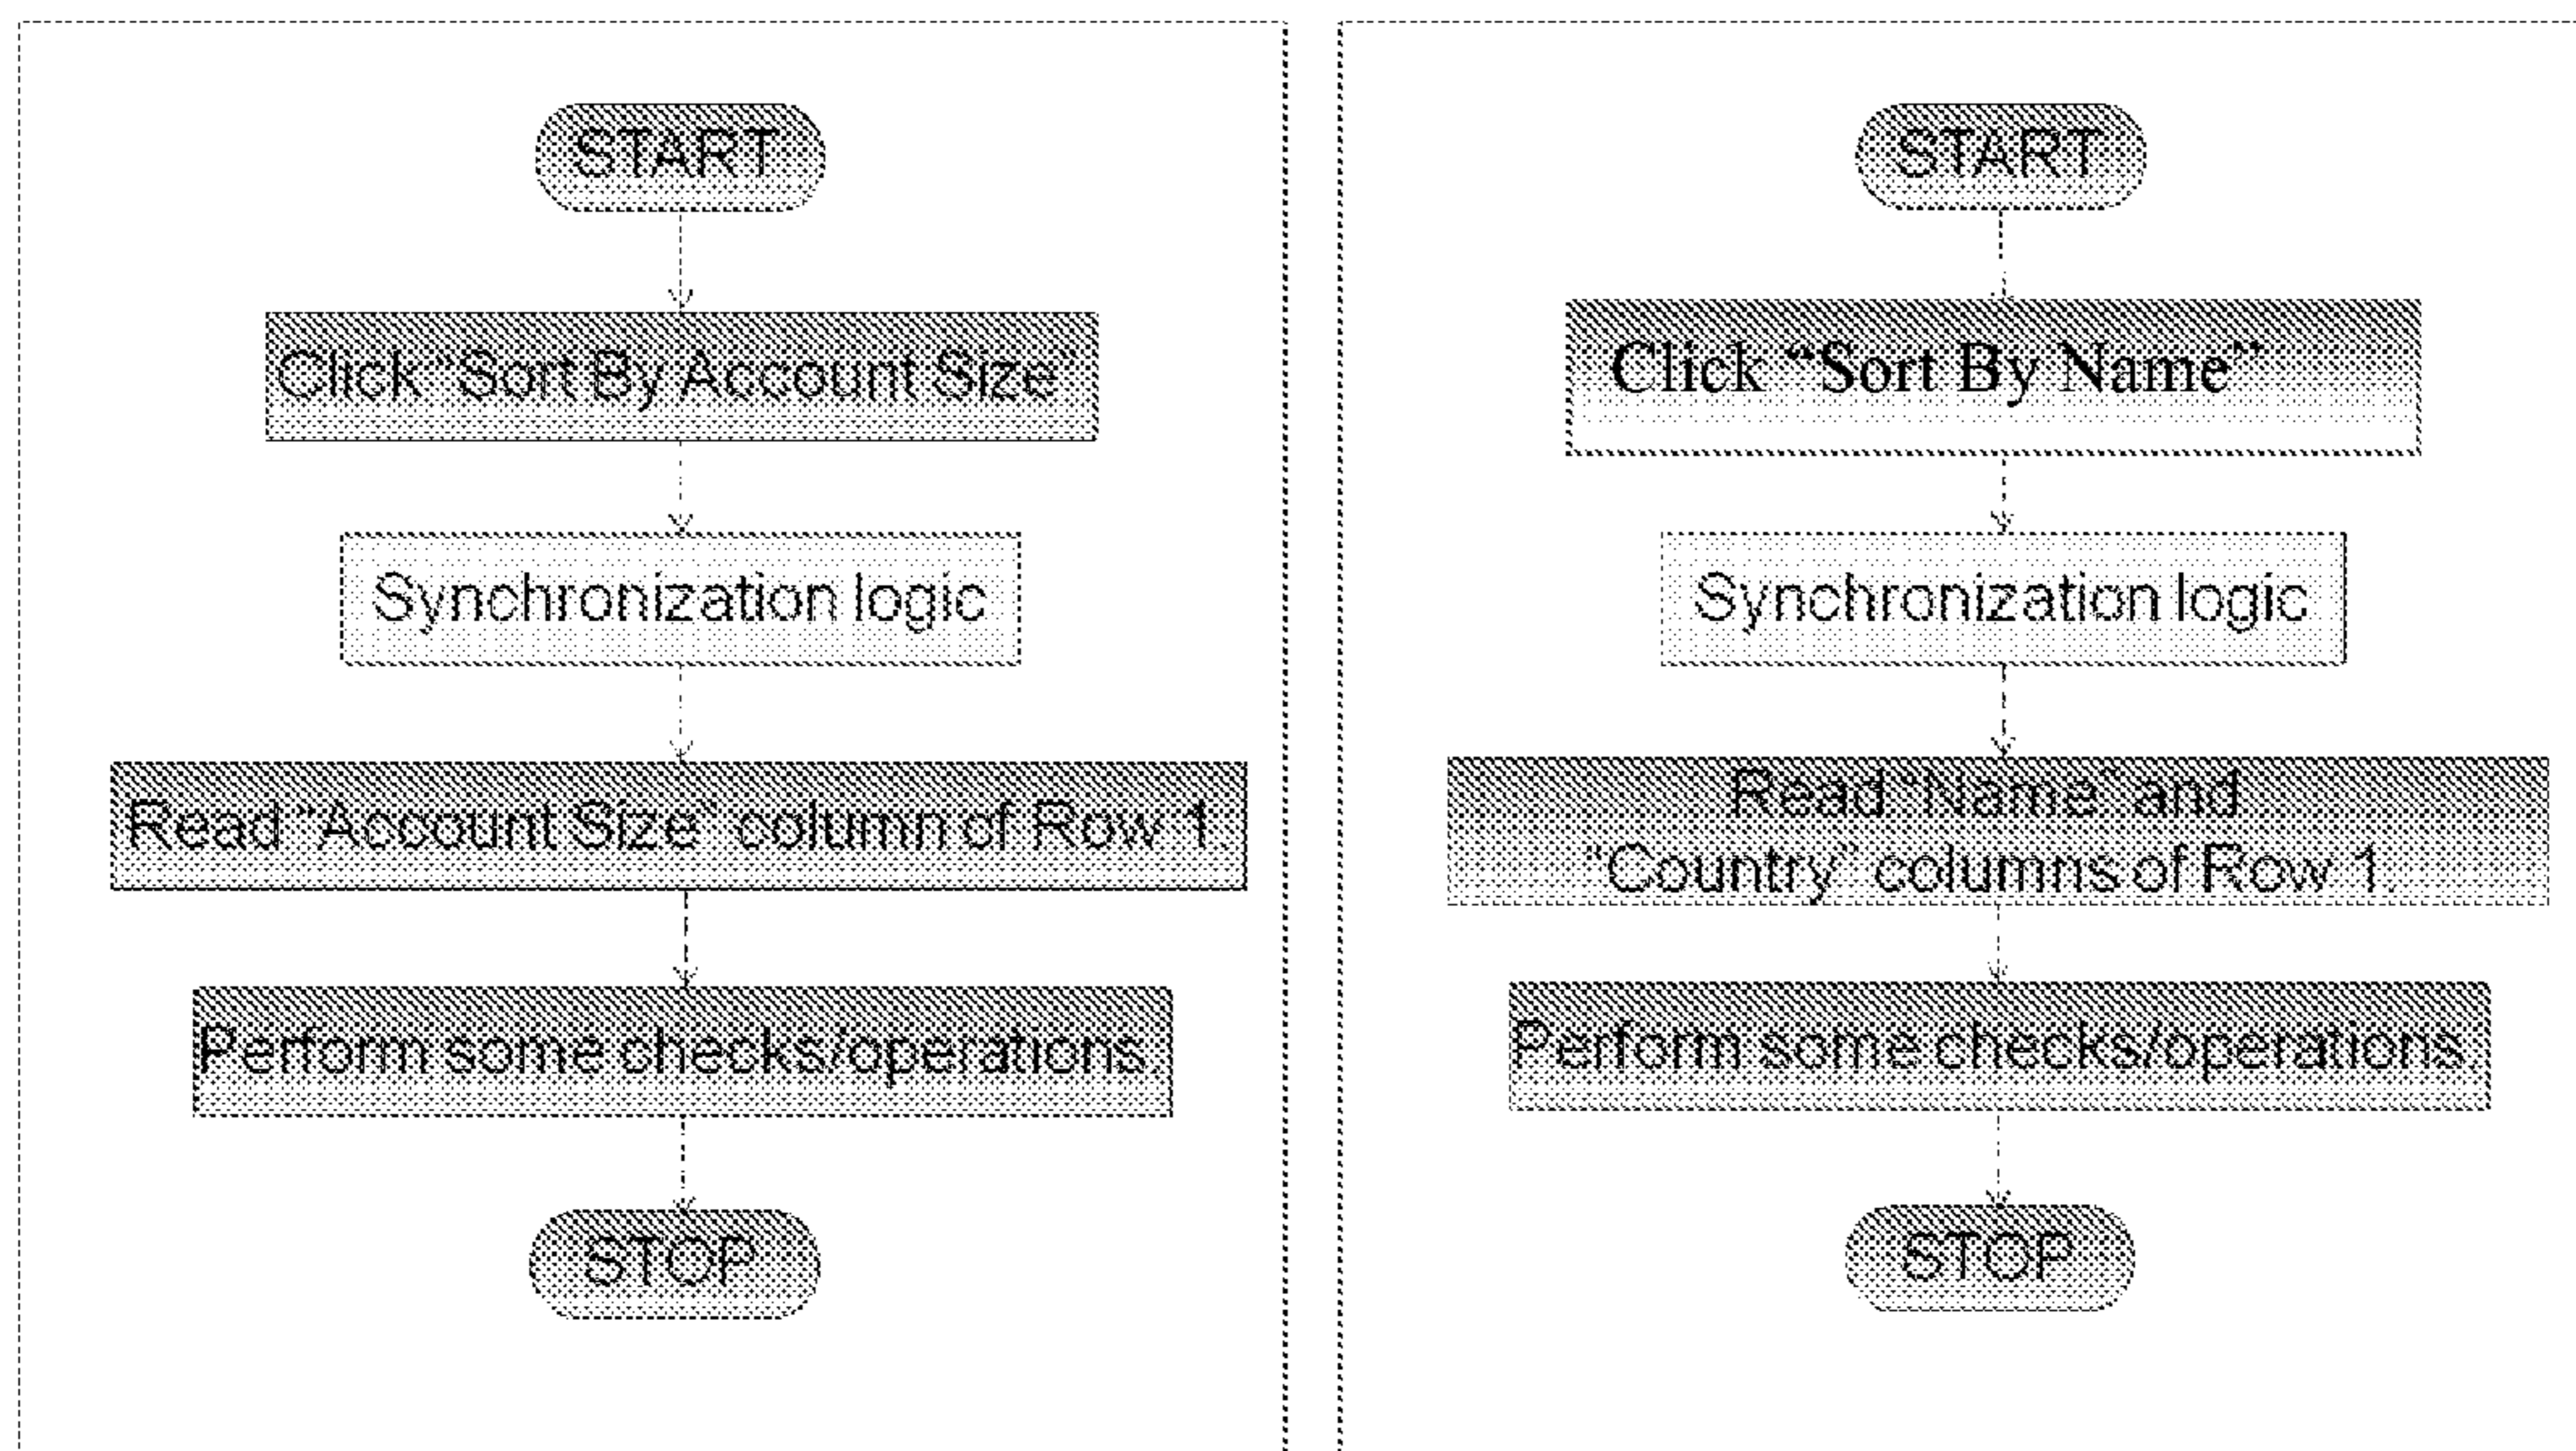 START
Click “Sort By Account Size”
Synchronization logic
Read “Account Size” column of Row 1.
Perform some checks/operations.
STOP
START
Click “Sort By Name”
Synchronization logic
Read “Name” and
“Country” columns of Row 1.
Perform some checks/operations.
STOP